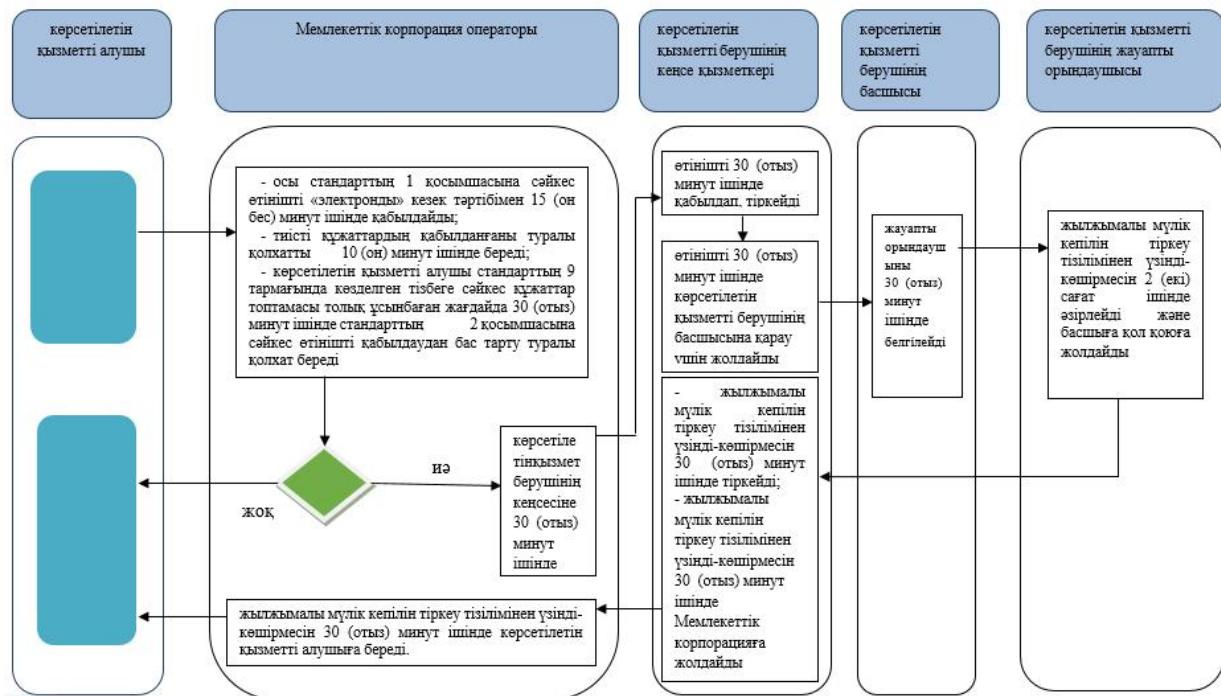 көрсетілетін
қызметті алушы
Мемлекеттік корпорация операторы
көрсетілетін
қызметті берушінің
кеңсе қызметкері
көрсетілетін
қызметті
берушінің
басшысы
көрсетілетін қызметті
берушінің жауапты
орындаушысы
- осы стандарттың 1 қосымшасына сәйкес
өтінішті «электронды» кезек тәртібімен 15 (он
бес) минут ішінде қабылдайды;
- тиісті құжаттардың қабылданғаны туралы
қолхатты 10 (он) минут ішінде береді;
- көрсетілетін қызметті алушы стандарттың 9
тармағында көзделген тізбеге сәйкес құжаттар
топтамасы толық ұсынбаған жағдайда 30 (отыз)
минут ішінде стандарттың 2 қосымшасына
сәйкес өтінішті қабылдаудан бас тарту туралы
қолхат береді
иә
жоқ
көрсетіле
тінқызмет
берушінің
кеңсесіне
30 (отыз)
минут
ішінде
жылжымалы мүлік кепілін тіркеу тізілімінен үзінді-
көшірмесін 30 (отыз) минут ішінде көрсетілетін
қызметті алушыға береді.
өтінішті 30 (отыз)
минут ішінде
қабылдап, тіркейді
өтінішті 30 (отыз)
минут ішінде
көрсетілетін
қызметті берушінің
басшысына қарау
үшін жолдайды
- жылжымалы
мүлік кепілін
тіркеу тізілімінен
үзінді-көшірмесін
30 (отыз) минут
ішінде тіркейді;
- жылжымалы
мүлік кепілін
тіркеу тізілімінен
үзінді-көшірмесін
30 (отыз) минут
ішінде
Мемлекеттік
корпорацияға
жолдайды
жауапты
орындауш
ыны
30 (отыз)
минут
ішінде
белгілейді
жылжымалы мүлік
кепілін тіркеу
тізілімінен үзінді-
көшірмесін 2 (екі)
сағат ішінде
әзірлейді және
басшыға қол қоюға
жолдайды